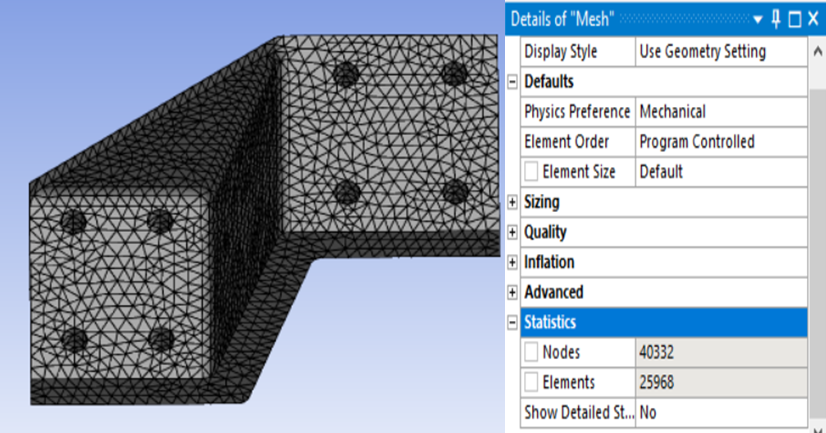 Details of "Mesh"
Display Style Use Geometry Setting
Defaults
Physics Preference Mechanical
Element Order Program Controlled
Element Size Default
Sizing
Quality
Inflation
Advanced
Statistics
Nodes 40332
Elements 25968
Show Detailed St... No